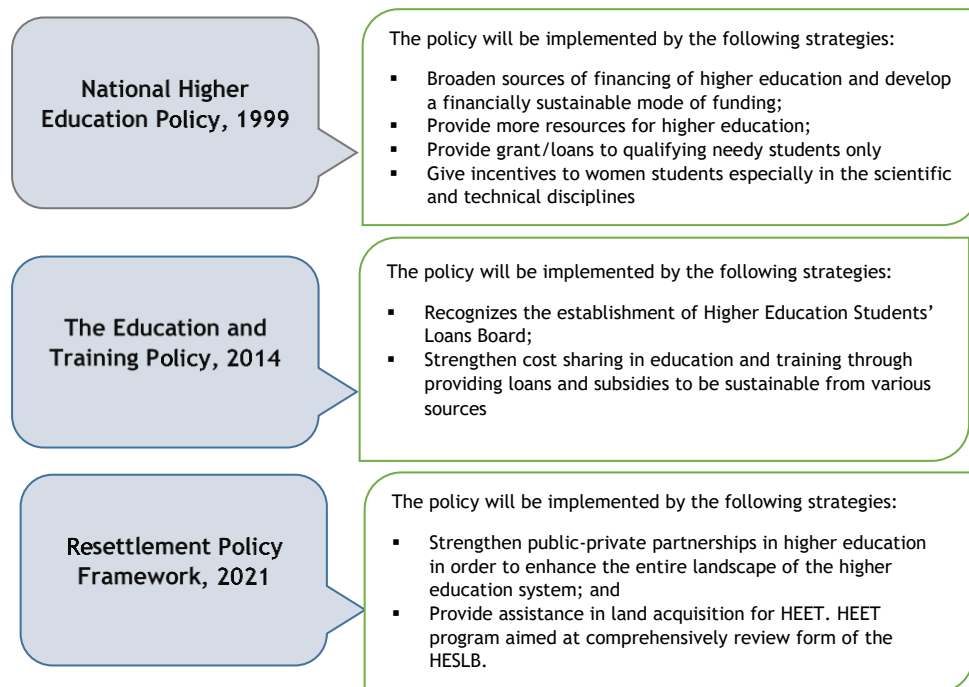 National Higher
Education Policy, 1999
The policy will be implemented by the following strategies:
▪ Broaden sources of financing of higher education and develop
a financially sustainable mode of funding;
▪ Provide more resources for higher education;
▪ Provide grant/loans to qualifying needy students only
▪ Give incentives to women students especially in the scientific
and technical disciplines
The Education and
Training Policy, 2014
The policy will be implemented by the following strategies:
▪ Recognizes the establishment of Higher Education Students’
Loans Board;
▪ Strengthen cost sharing in education and training through
providing loans and subsidies to be sustainable from various
sources
Resettlement Policy
Framework, 2021
The policy will be implemented by the following strategies:
▪ Strengthen public-private partnerships in higher education
in order to enhance the entire landscape of the higher
education system; and
▪ Provide assistance in land acquisition for HEET. HEET
program aimed at comprehensively review form of the
HESLB.